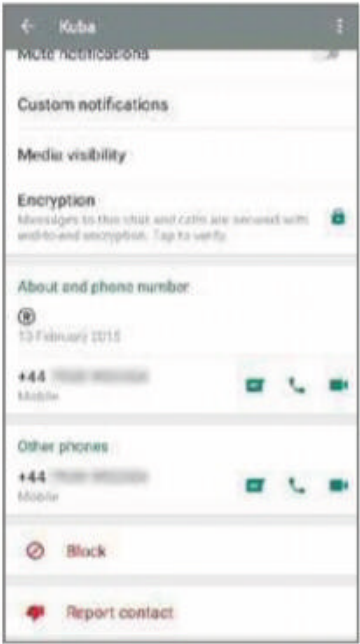 Kuba
Mute notifications
Custom notifications
Media visibility
Encryption
Messages to this chat and calls are secured with
end-to-end encryption. Tap to verify.
About and phone number
®
13 February 2015
+44
Mobile
Other phones
+44
Mobile
Block
Report contact